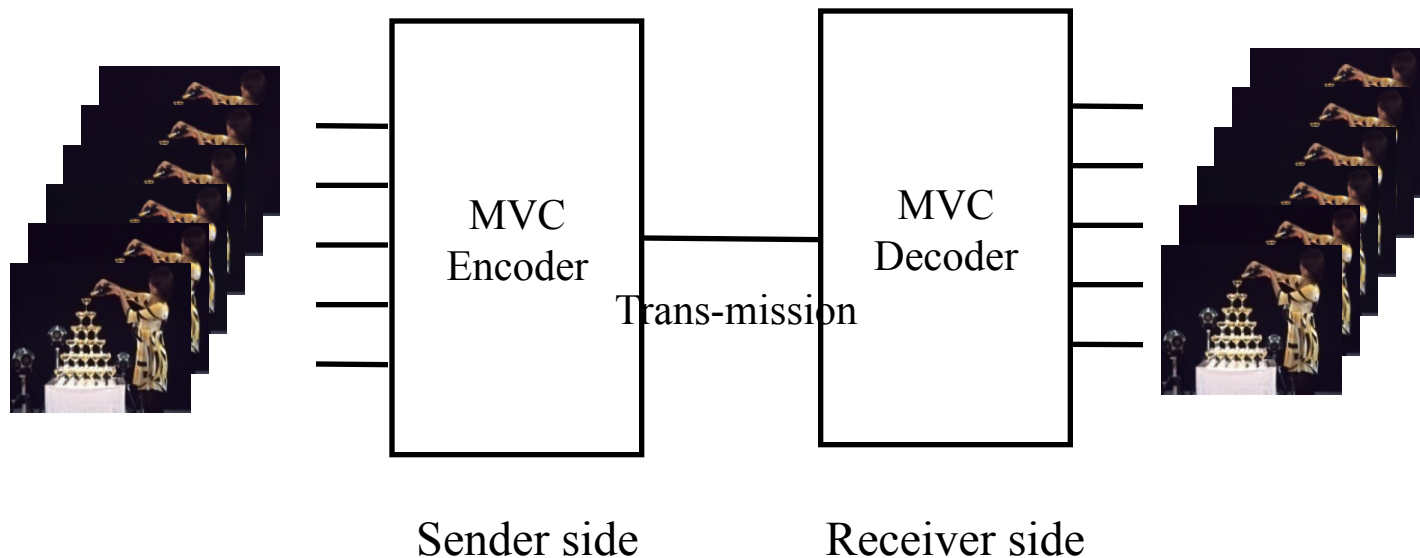 MVC
Encoder
MVC
Decoder
Trans-mission
Sender side
Receiver side